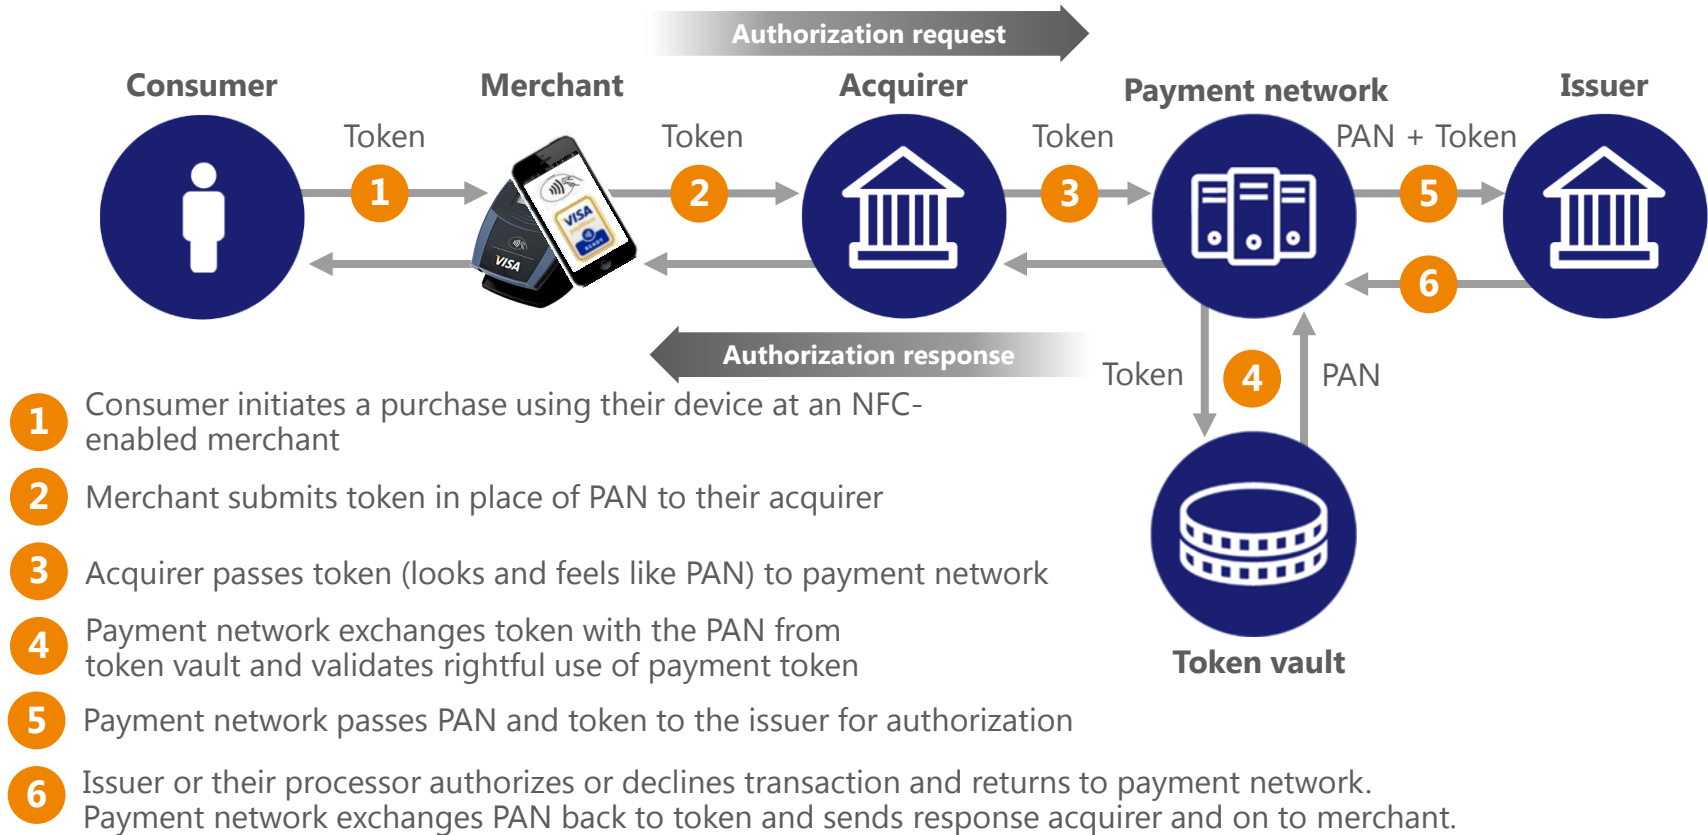 Authorization request
Consumer
Merchant
Acquirer
Payment network
Issuer
Token
Token
Token
PAN + Token
1
2
3
5
VISA
READY
VISA
6
Authorization response
Token
4
PAN
1
Consumer initiates a purchase using their device at an NFC-
enabled merchant
2
Merchant submits token in place of PAN to their acquirer
3
Acquirer passes token (looks and feels like PAN) to payment network
4
Payment network exchanges token with the PAN from
token vault and validates rightful use of payment token
Token vault
5
Payment network passes PAN and token to the issuer for authorization
6
Issuer or their processor authorizes or declines transaction and returns to payment network.
Payment network exchanges PAN back to token and sends response acquirer and on to merchant.